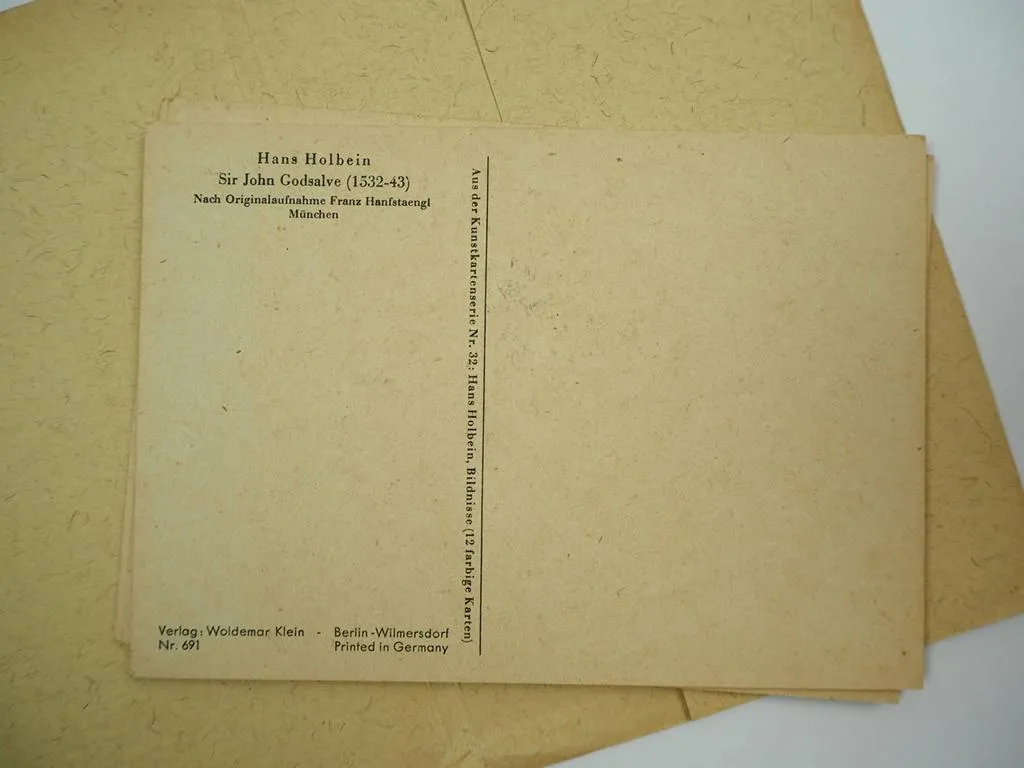 Hans Holbein
Sir John Godsalve (1532-43)
Nach Originalaufnahme Franz Hanfstaengl
München
Aus der Kunstkartenserie Nr. 32: Hans Holbein, Bildnisse (12 farbige Karten)
Verlag: Woldemar Klein - Berlin-Wilmersdorf
Nr. 691 Printed in Germany